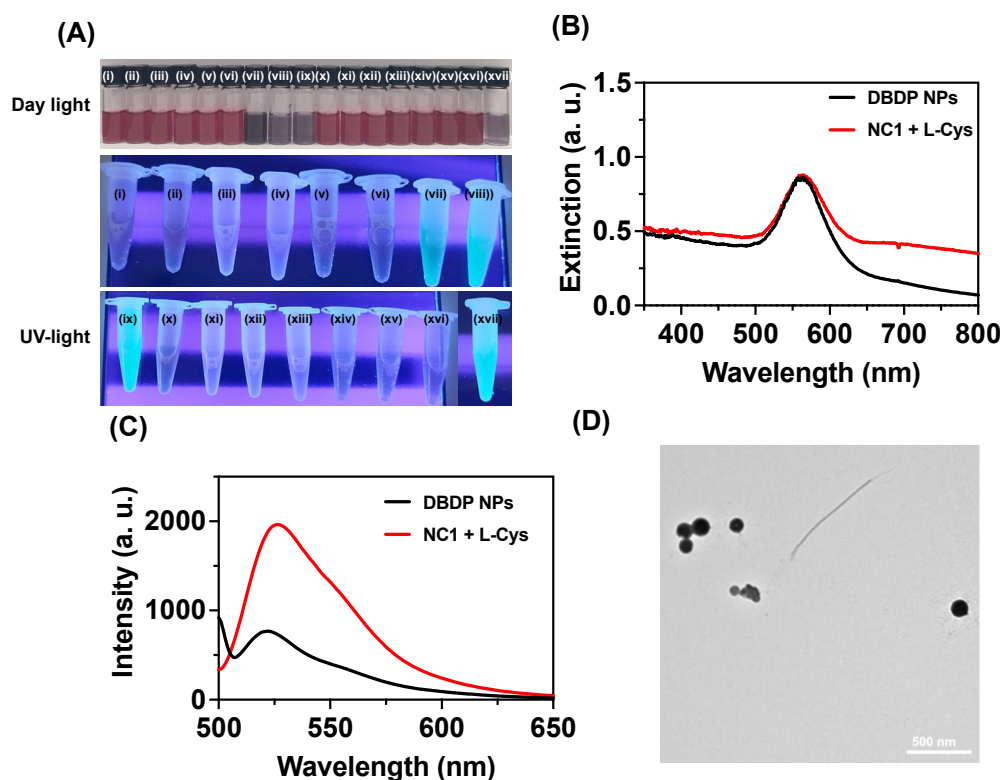 (A)
Day light
(i) (ii) (iii) (iv) (v) (vi) (vii) (viii) (ix) (x) (xi) (xii) (xiii) (xiv) (xv) (xvi) (xvii)
(i) (ii) (iii) (iv) (v) (vi) (vii) (viii))
UV-light
(ix) (x) (xi) (xii) (xiii) (xiv) (xv) (xvi) (xvii)
(B)
Extinction (a. u.)
1.5
1.0
0.5
0.0
DBDP NPs
NC1 + L-Cys
400 500 600 700 800
Wavelength (nm)
(C)
Intensity (a. u.)
2000
1000
0
DBDP NPs
NC1 + L-Cys
500 550 600 650
Wavelength (nm)
(D)
500 nm